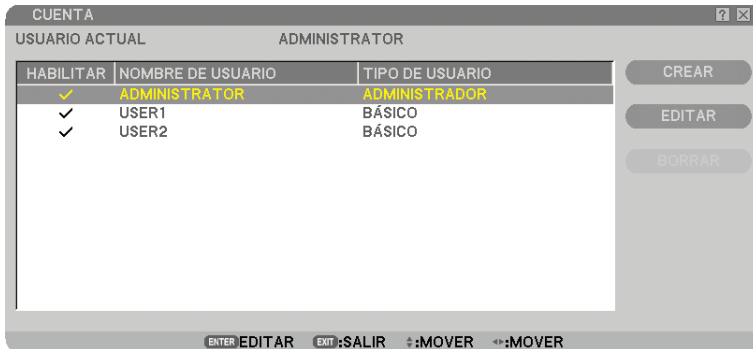 CUENTA
USUARIO ACTUAL ADMINISTRATOR
HABILITAR NOMBRE DE USUARIO TIPO DE USUARIO
ADMINISTRATOR ADMINISTRADOR
USER1 BÁSICO
USER2 BÁSICO
CREAR
EDITAR
BORRAR
ENTER EDITAR EXIT :SALIR :MOVER :MOVER